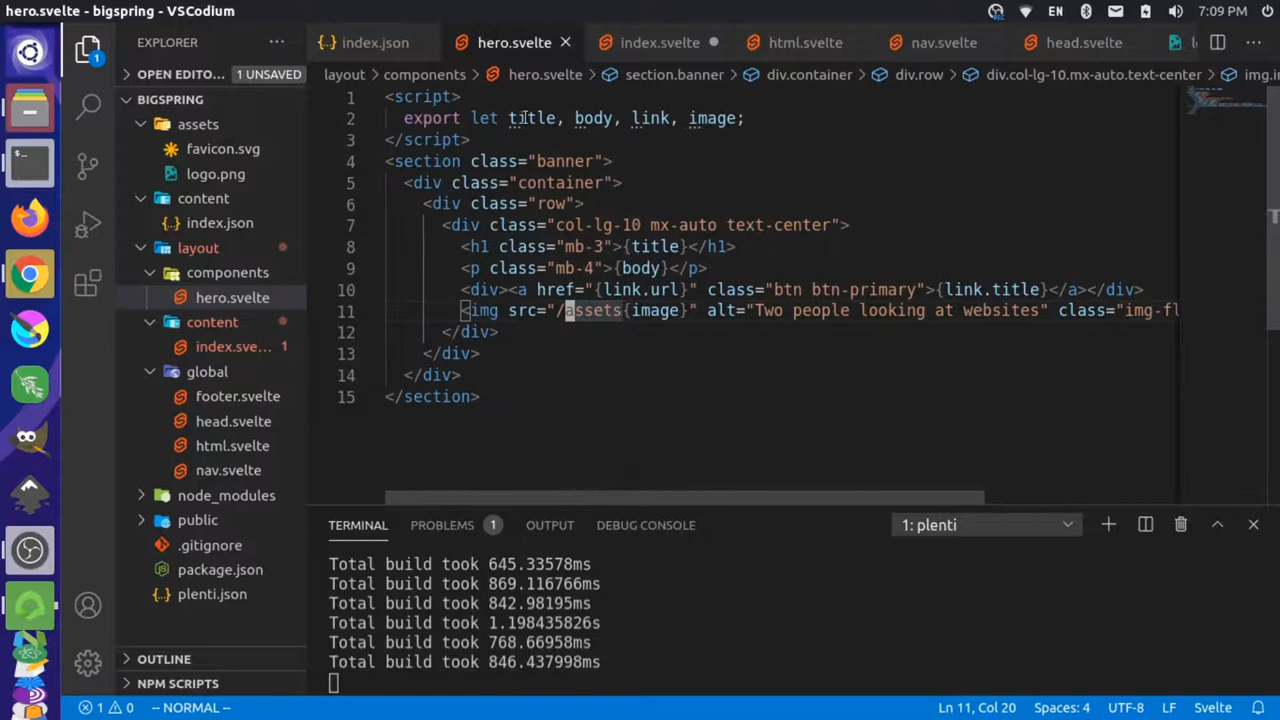 hero.svelte - bigspring - VSCodium
REC
EN
7:09 PM
EXPLORER
index.json
hero.svelte
index.svelte
html.svelte
nav.svelte
head.svelte
OPEN EDITO...
1 UNSAVED
layout
components
hero.svelte
section.banner
div.container
div.row
div.col-lg-10.mx-auto.text-center
BIGSPRING
assets
favicon.svg
logo.png
content
index.json
layout
components
hero.svelte
content
index.sve...
1
global
footer.svelte
head.svelte
html.svelte
nav.svelte
node_modules
public
.gitignore
package.json
plenti.json
OUTLINE
NPM SCRIPTS
1
1 <script>
2 export let title, body, link, image;
3 </script>
4 <section class="banner">
5 <div class="container">
6 <div class="row">
7 <div class="col-lg-10 mx-auto text-center">
8 <h1 class="mb-3">{title}</h1>
9 <p class="mb-4">{body}</p>
10 <div><a href="{link.url}" class="btn btn-primary">{link.title}</a></div>
11 <img src="/assets{image}" alt="Two people looking at websites" class="img-fl
12 </div>
13 </div>
14 </div>
15 </section>
TERMINAL
PROBLEMS
1
OUTPUT
DEBUG CONSOLE
1: plenti
Total build took 645.33578ms
Total build took 869.116766ms
Total build took 842.98195ms
Total build took 1.198435826s
Total build took 768.66958ms
Total build took 846.437998ms
1
0
-- NORMAL --
Ln 11, Col 20
Spaces: 4
UTF-8
LF
Svelte